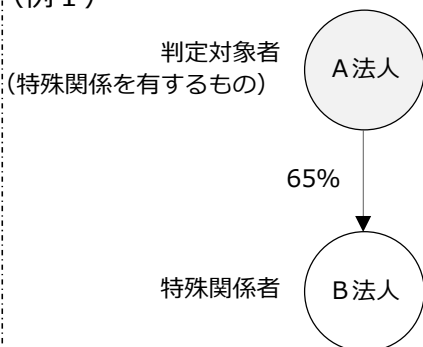 (例１)
判定対象者
(特殊関係を有するもの)
Ａ法人
65%
特殊関係者
Ｂ法人